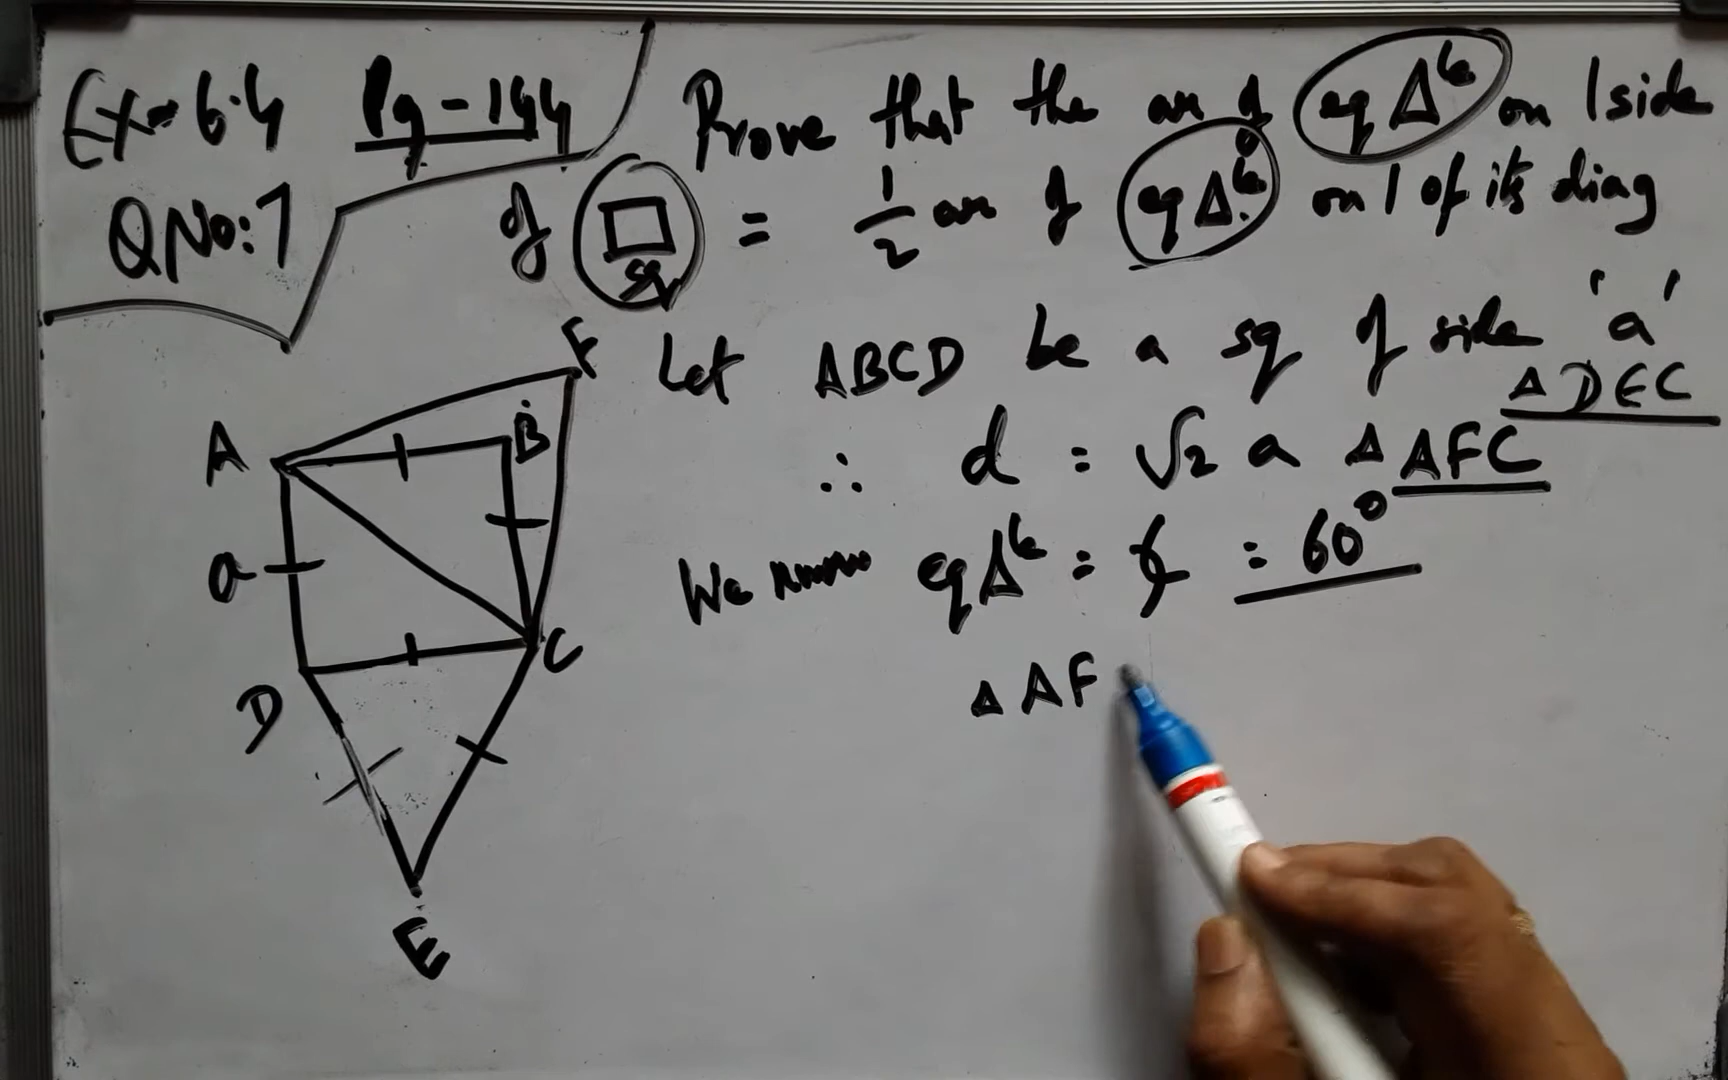 Ex-6.4 Pg-144
QNo:7
Prove that the ar of eq Δle on 1 side
of □ sq = 1/2 ar of eq Δle on 1 of its diag
Let ABCD be a sq of side 'a'
∴ d = √2 a
Δ DEC
Δ AFC
We know eq Δle = = 60°
Δ AF
F
A
B
a
C
D
E